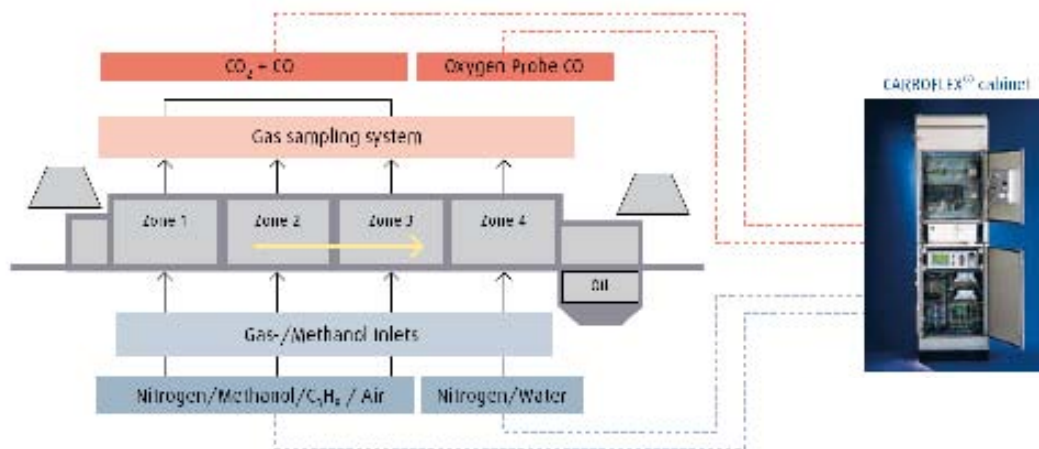 CO₂ + CO
Oxygen Probe CO
CARBOFLEX® cabinet
Gas sampling system
Zone 1
Zone 2
Zone 3
Zone 4
Oil
Gas-/Methanol inlets
Nitrogen/Methanol/C₃H₈ / Air
Nitrogen/Water